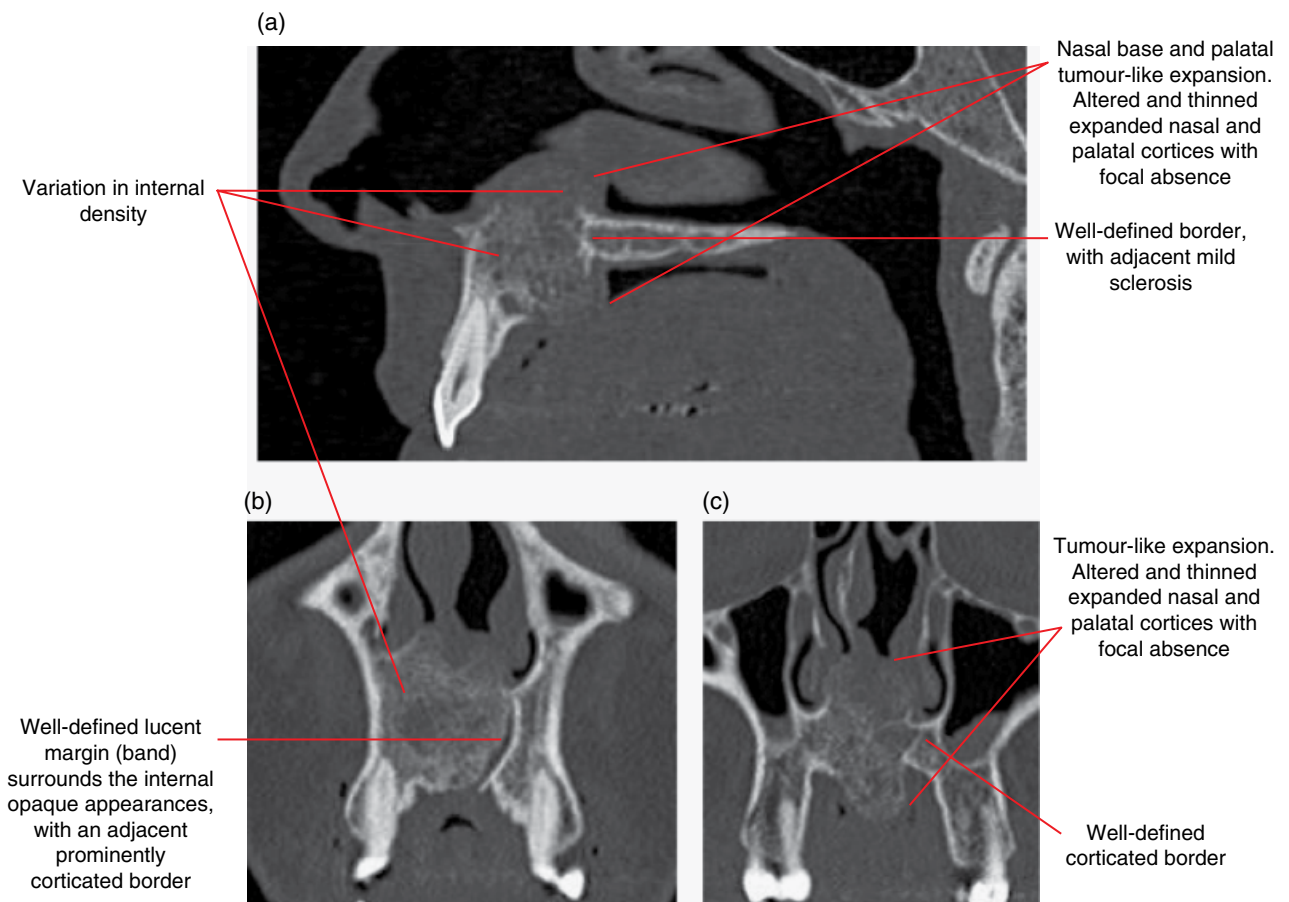 (a)
Nasal base and palatal
tumour-like expansion.
Altered and thinned
expanded nasal and
palatal cortices with
focal absence
Variation in internal
density
Well-defined border,
with adjacent mild
sclerosis
(b)
(c)
Tumour-like expansion.
Altered and thinned
expanded nasal and
palatal cortices with
focal absence
Well-defined lucent
margin (band)
surrounds the internal
opaque appearances,
with an adjacent
prominently
corticated border
Well-defined
corticated border